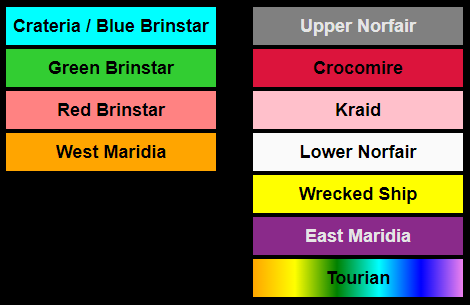 Crateria / Blue Brinstar
Green Brinstar
Red Brinstar
West Maridia
Upper Norfair
Crocomire
Kraid
Lower Norfair
Wrecked Ship
East Maridia
Tourian